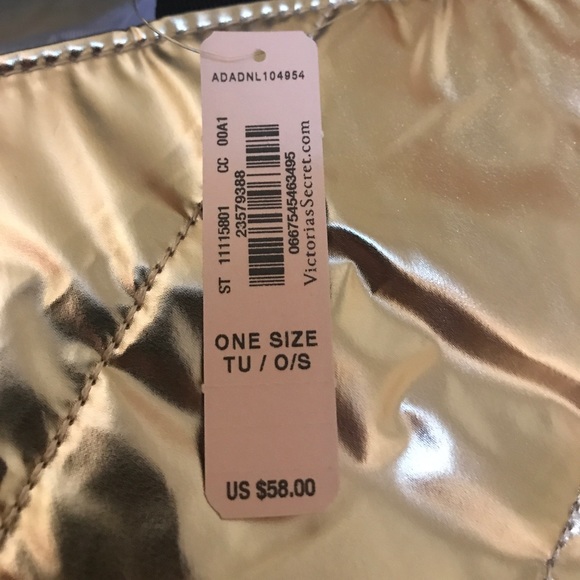 ADADNL104954
ST 11115801 CC 00A1
23579388
0667545463495
VictoriasSecret.com
ONE SIZE
TU / O/S
US $58.00